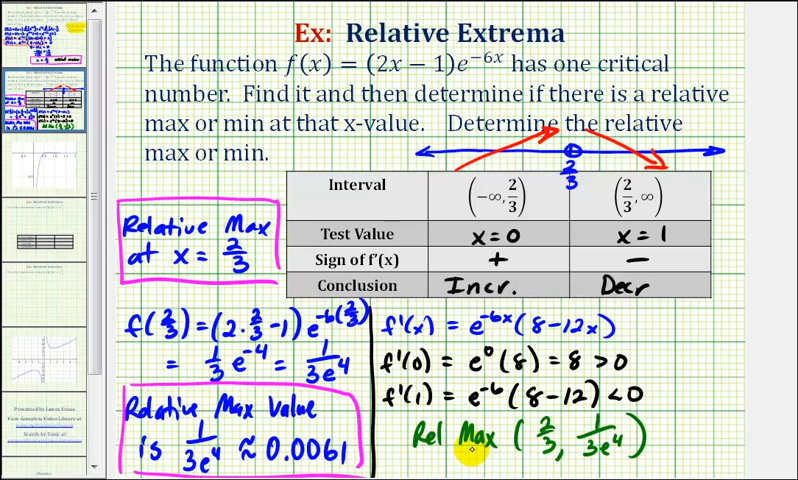 Ex: Relative Extrema
The function f(x) = (2x − 1)e^{−6x} has one critical
number. Find it and then determine if there is a relative
max or min at that x-value. Determine the relative
max or min.
2/3
Interval (−∞, 2/3) (2/3, ∞)
Test Value x = 0 x = 1
Sign of f'(x) + −
Conclusion Incr. Decr
Relative Max
at x = 2/3
f(2/3) = (2 · 2/3 − 1) e^{−6(2/3)}
= 1/3 e^{−4} = 1/3e^4
Relative Max Value
is 1/3e^4 ≈ 0.0061
f'(x) = e^{−6x} (8 − 12x)
f'(0) = e^0 (8) = 8 > 0
f'(1) = e^{−6} (8 − 12) < 0
Rel Max (2/3, 1/3e^4)